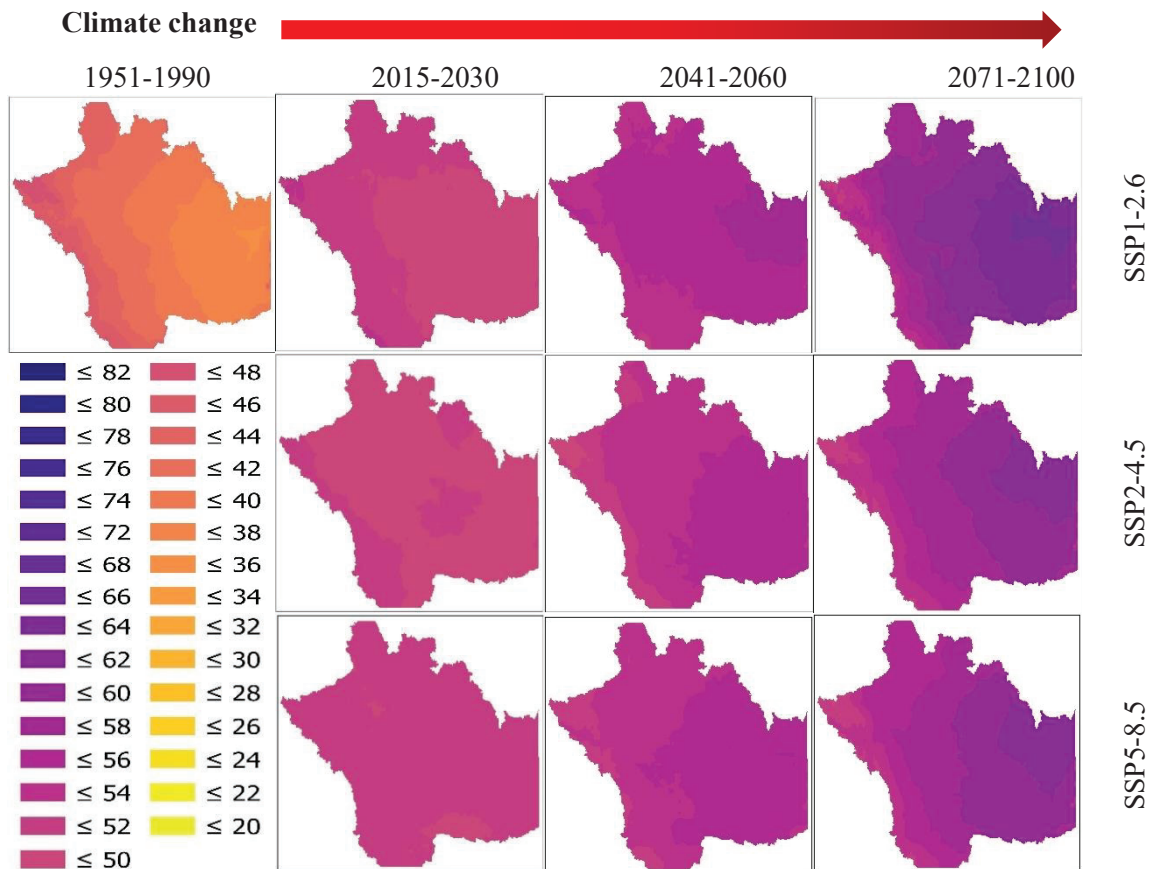 Climate change
1951-1990 2015-2030 2041-2060 2071-2100
SSP1-2.6
≤ 82 ≤ 48
≤ 80 ≤ 46
≤ 78 ≤ 44
≤ 76 ≤ 42
≤ 74 ≤ 40
≤ 72 ≤ 38
≤ 68 ≤ 36
≤ 66 ≤ 34
≤ 64 ≤ 32
≤ 62 ≤ 30
≤ 60 ≤ 28
≤ 58 ≤ 26
≤ 56 ≤ 24
≤ 54 ≤ 22
≤ 52 ≤ 20
≤ 50
SSP2-4.5
SSP5-8.5